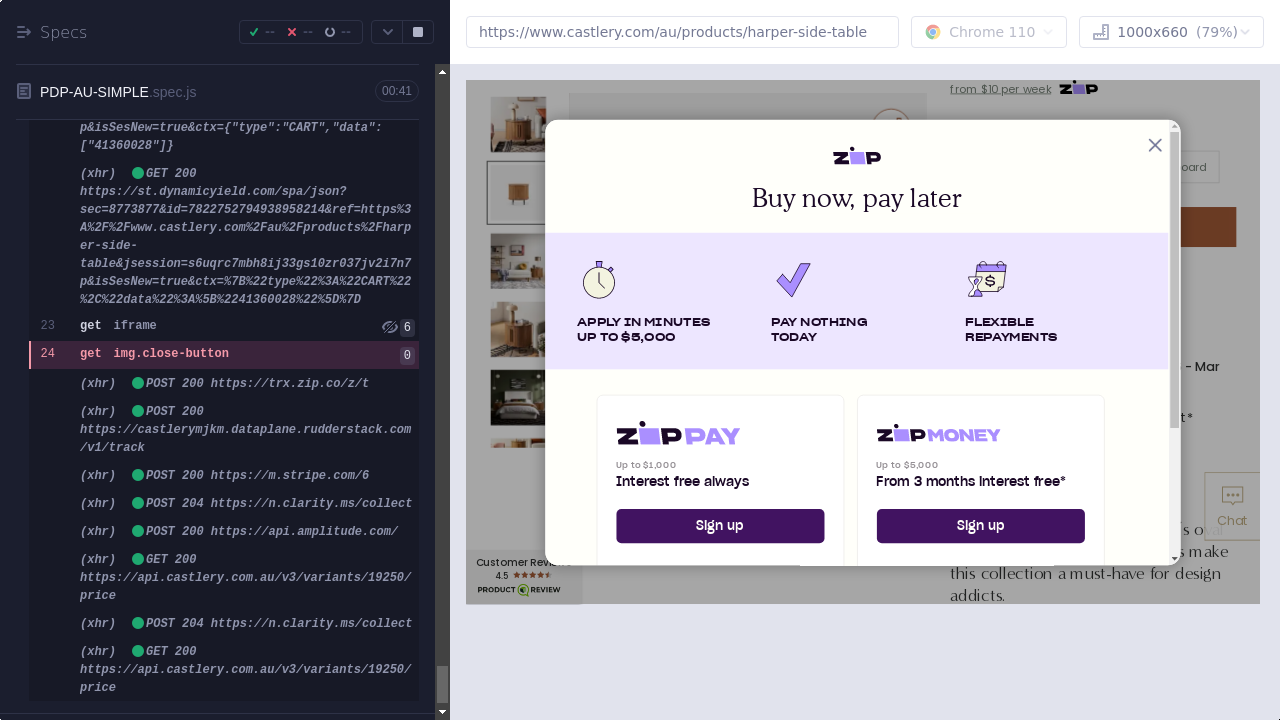 Specs
--
--
--
https://www.castlery.com/au/products/harper-side-table
Chrome 110
1000x660 (79%)
PDP-AU-SIMPLE.spec.js
00:41
p&isSesNew=true&ctx={"type":"CART","data":
["41360028"]}
(xhr) GET 200
https://st.dynamicyield.com/spa/json?
sec=8773877&id=7822752794938958214&ref=https%3
A%2F%2Fwww.castlery.com%2Fau%2Fproducts%2Fharp
er-side-
table&jsession=s6uqrc7mbh8ij33gs10zr037jv2i7n7
p&isSesNew=true&ctx=%7B%22type%22%3A%22CART%22
%2C%22data%22%3A%5B%2241360028%22%5D%7D
23 get iframe 6
24 get img.close-button 0
(xhr) POST 200 https://trx.zip.co/z/t
(xhr) POST 200
https://castlerymjkm.dataplane.rudderstack.com
/v1/track
(xhr) POST 200 https://m.stripe.com/6
(xhr) POST 204 https://n.clarity.ms/collect
(xhr) POST 200 https://api.amplitude.com/
(xhr) GET 200
https://api.castlery.com/v3/variants/19250/
price
(xhr) POST 204 https://n.clarity.ms/collect
(xhr) GET 200
https://api.castlery.com.au/v3/variants/19250/
price
from $10 per week ZIP
oard
ZIP
Buy now, pay later
APPLY IN MINUTES
UP TO $5,000
PAY NOTHING
TODAY
FLEXIBLE
REPAYMENTS
- Mar
t.*
ZIP PAY
Up to $1,000
Interest free always
Sign up
ZIP MONEY
Up to $5,000
From 3 months interest free*
Sign up
Chat
's oval
s make
this collection a must-have for design
addicts.
Customer Reviews
4.5
PRODUCT REVIEW